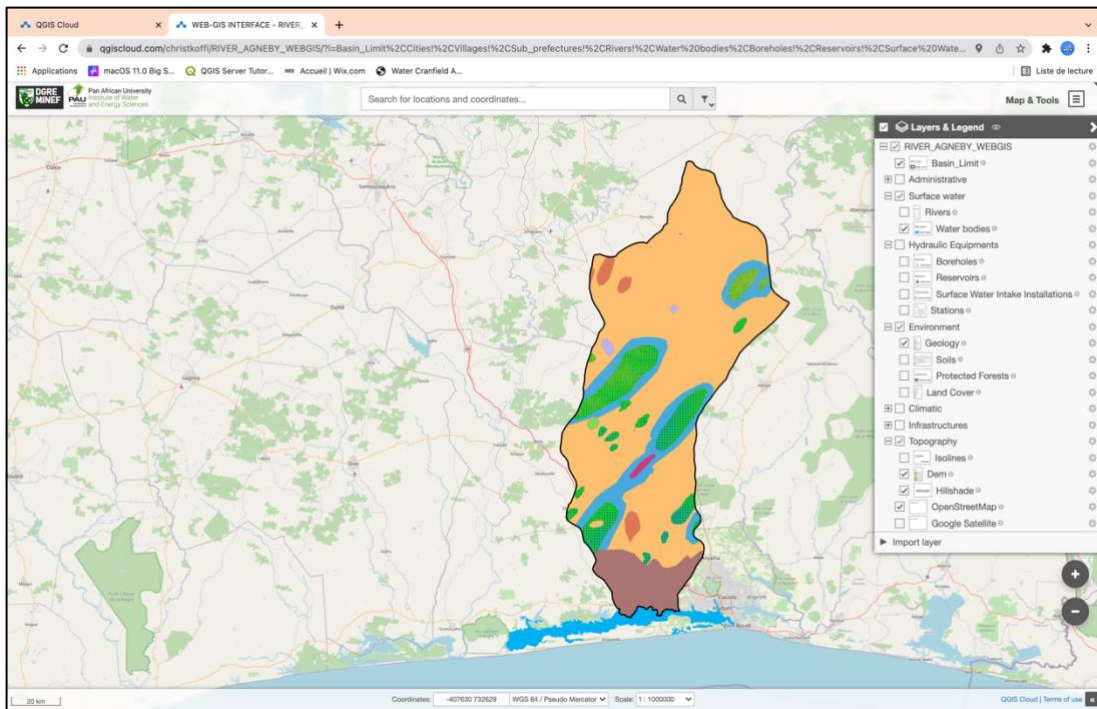 QGIS Cloud
WEB-GIS INTERFACE - RIVER_
qgiscloud.com/christkoffi/RIVER_AGNEBY_WEBGIS/?l=Basin_Limit%2CCities!%2CVillages!%2CSub_prefectures!%2CRivers!%2CWater%20bodies%2CBoreholes!%2CReservoirs!%2CSurface%20Wate...
Applications
macOS 11.0 Big S...
QGIS Server Tutor...
WIX Accueil | Wix.com
Water Cranfield A...
Liste de lecture
DGRE
MINEF
PAU
Pan African University
Institute of Water
and Energy Sciences
Search for locations and coordinates...
Map & Tools
Layers & Legend
RIVER_AGNEBY_WEBGIS
Basin_Limit
Administrative
Surface water
Rivers
Water bodies
Hydraulic Equipments
Boreholes
Reservoirs
Surface Water Intake Installations
Stations
Environment
Geology
Soils
Protected Forests
Land Cover
Climatic
Infrastructures
Topography
Isolines
Dem
Hillshade
OpenStreetMap
Google Satellite
Import layer
+
−
20 km
Coordinates: -407630 732629 WGS 84 / Pseudo Mercator Scale: 1 : 1000000
QGIS Cloud | Terms of use